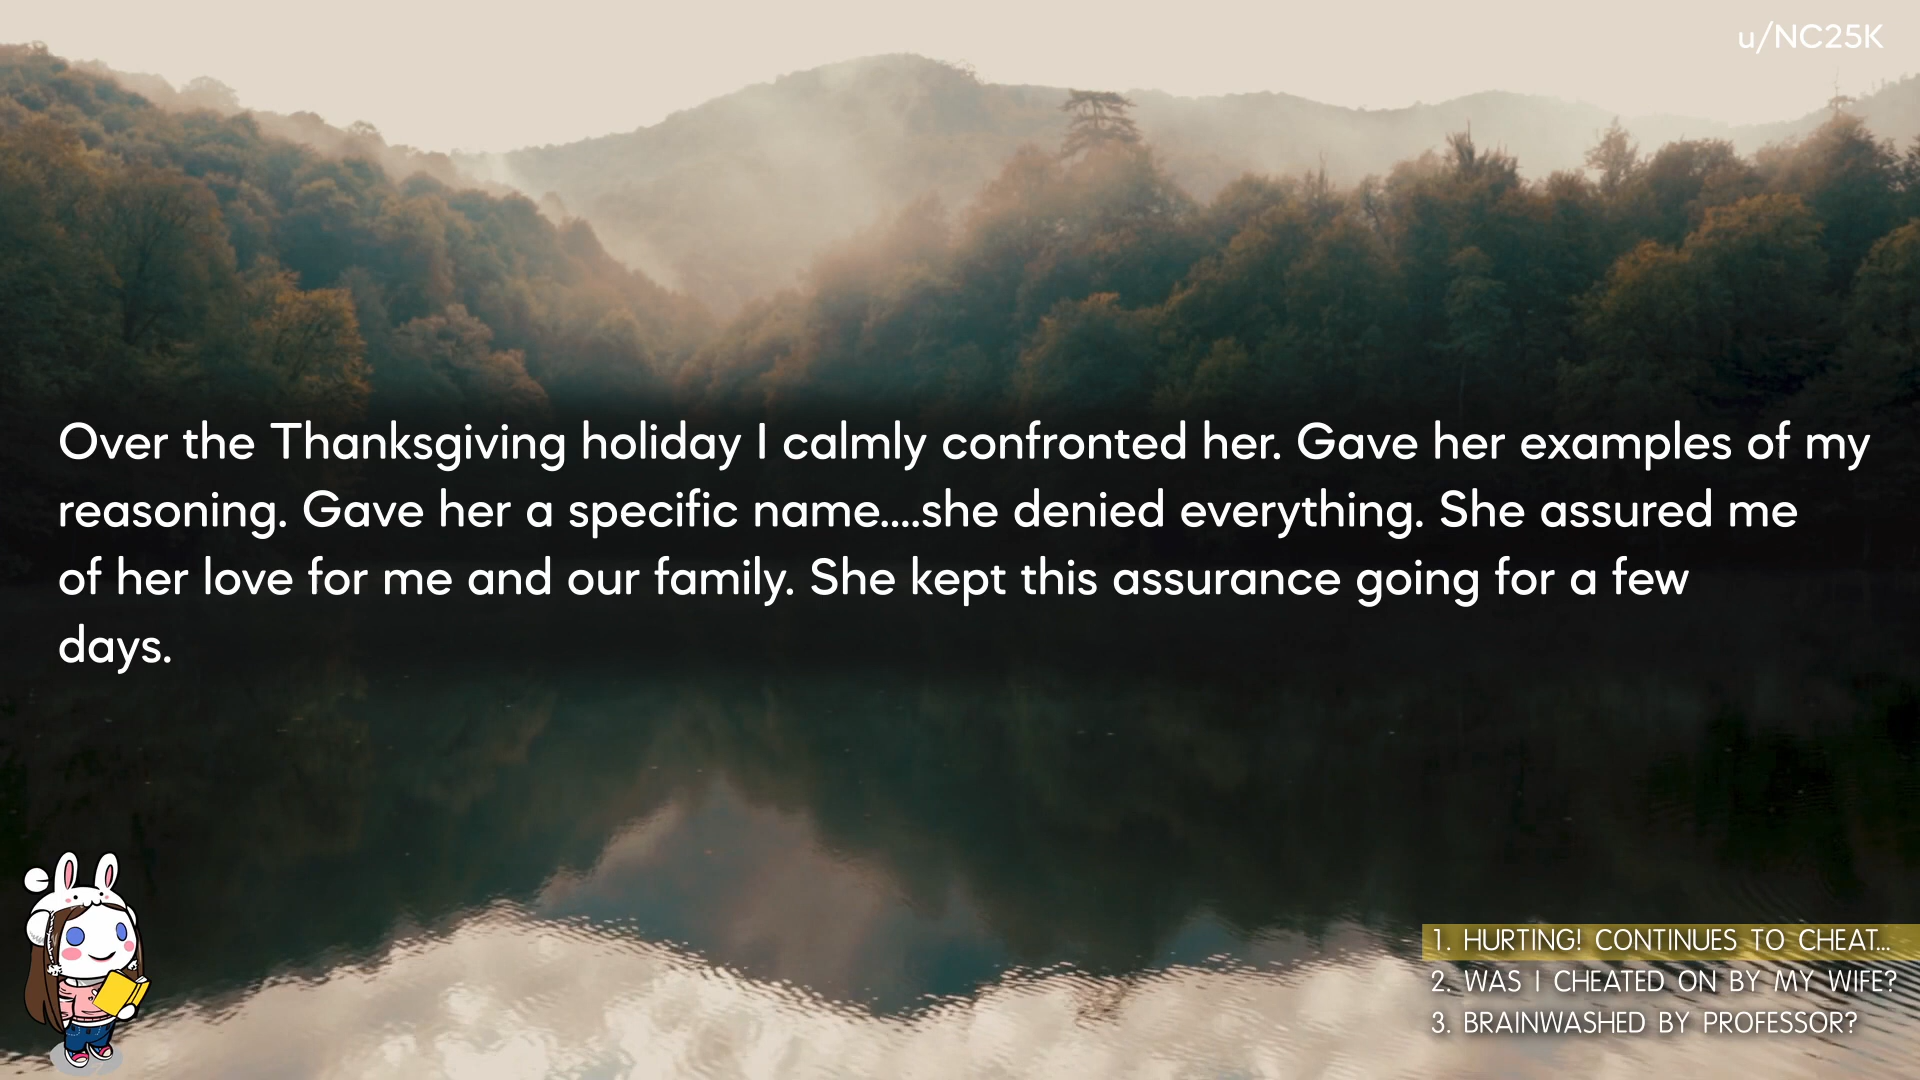 u/NC25K
Over the Thanksgiving holiday I calmly confronted her. Gave her examples of my
reasoning. Gave her a specific name....she denied everything. She assured me
of her love for me and our family. She kept this assurance going for a few
days.
1. HURTING! CONTINUES TO CHEAT...
2. WAS I CHEATED ON BY MY WIFE?
3. BRAINWASHED BY PROFESSOR?